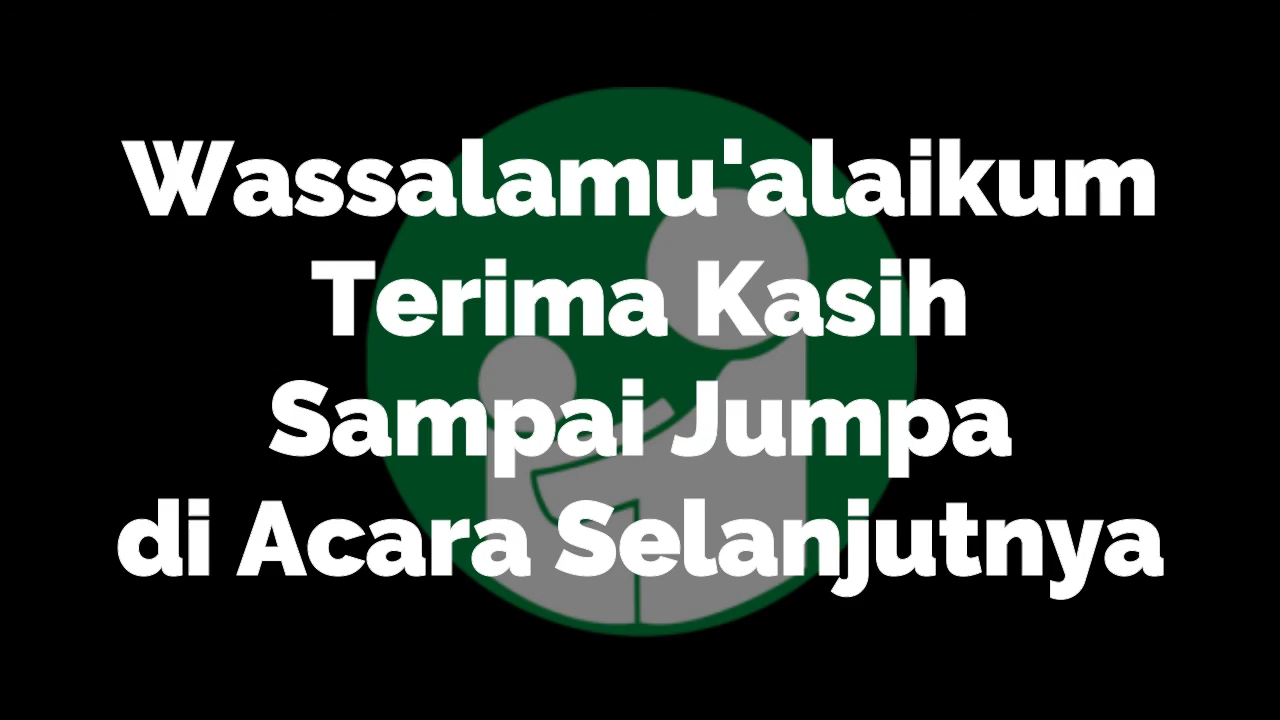 Wassalamu'alaikum
Terima Kasih
Sampai Jumpa
di Acara Selanjutnya